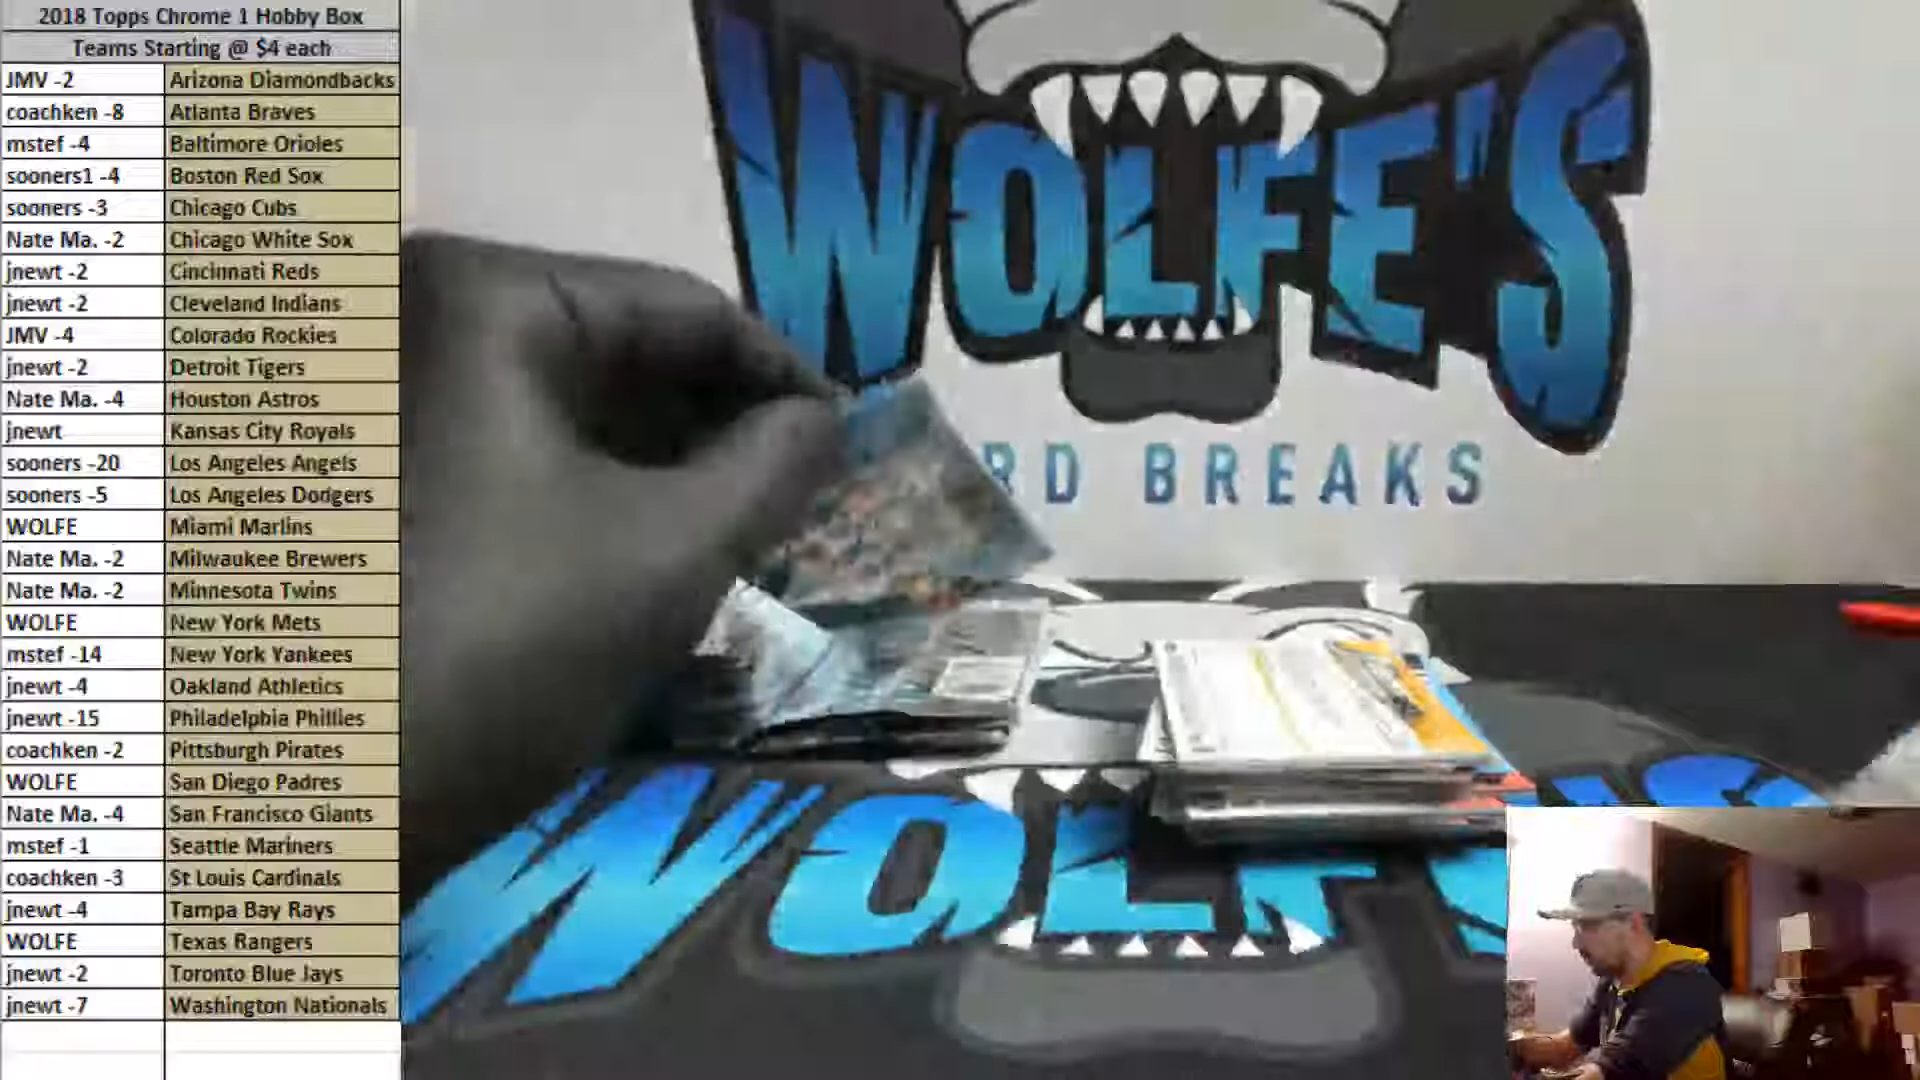 2018 Topps Chrome 1 Hobby Box
Teams Starting @ $4 each
JMV -2 Arizona Diamondbacks
coachken -8 Atlanta Braves
mstef -4 Baltimore Orioles
sooners1 -4 Boston Red Sox
sooners -3 Chicago Cubs
Nate Ma. -2 Chicago White Sox
jnewt -2 Cincinnati Reds
jnewt -2 Cleveland Indians
JMV -4 Colorado Rockies
jnewt -2 Detroit Tigers
Nate Ma. -4 Houston Astros
jnewt Kansas City Royals
sooners -20 Los Angeles Angels
sooners -5 Los Angeles Dodgers
WOLFE Miami Marlins
Nate Ma. -2 Milwaukee Brewers
Nate Ma. -2 Minnesota Twins
WOLFE New York Mets
mstef -14 New York Yankees
jnewt -4 Oakland Athletics
jnewt -15 Philadelphia Phillies
coachken -2 Pittsburgh Pirates
WOLFE San Diego Padres
Nate Ma. -4 San Francisco Giants
mstef -1 Seattle Mariners
coachken -3 St Louis Cardinals
jnewt -4 Tampa Bay Rays
WOLFE Texas Rangers
jnewt -2 Toronto Blue Jays
jnewt -7 Washington Nationals
WOLFE'S
RD BREAKS
WOLF